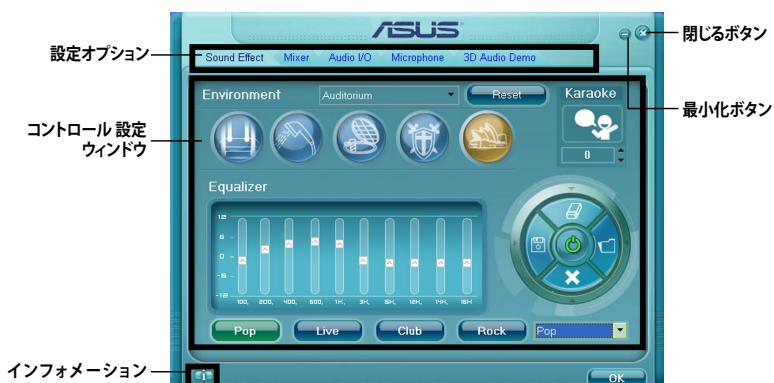 ASUS
閉じるボタン
設定オプション
Sound Effect Mixer Audio I/O Microphone 3D Audio Demo
最小化ボタン
Environment Auditorium Reset Karaoke
コントロール 設定
ウィンドウ
0
Equalizer
12
6
0
-6
-12
100, 200, 400, 600, 1K, 3K, 6K, 12K, 14K, 16K
Pop Live Club Rock Pop
インフォメーション
i
OK